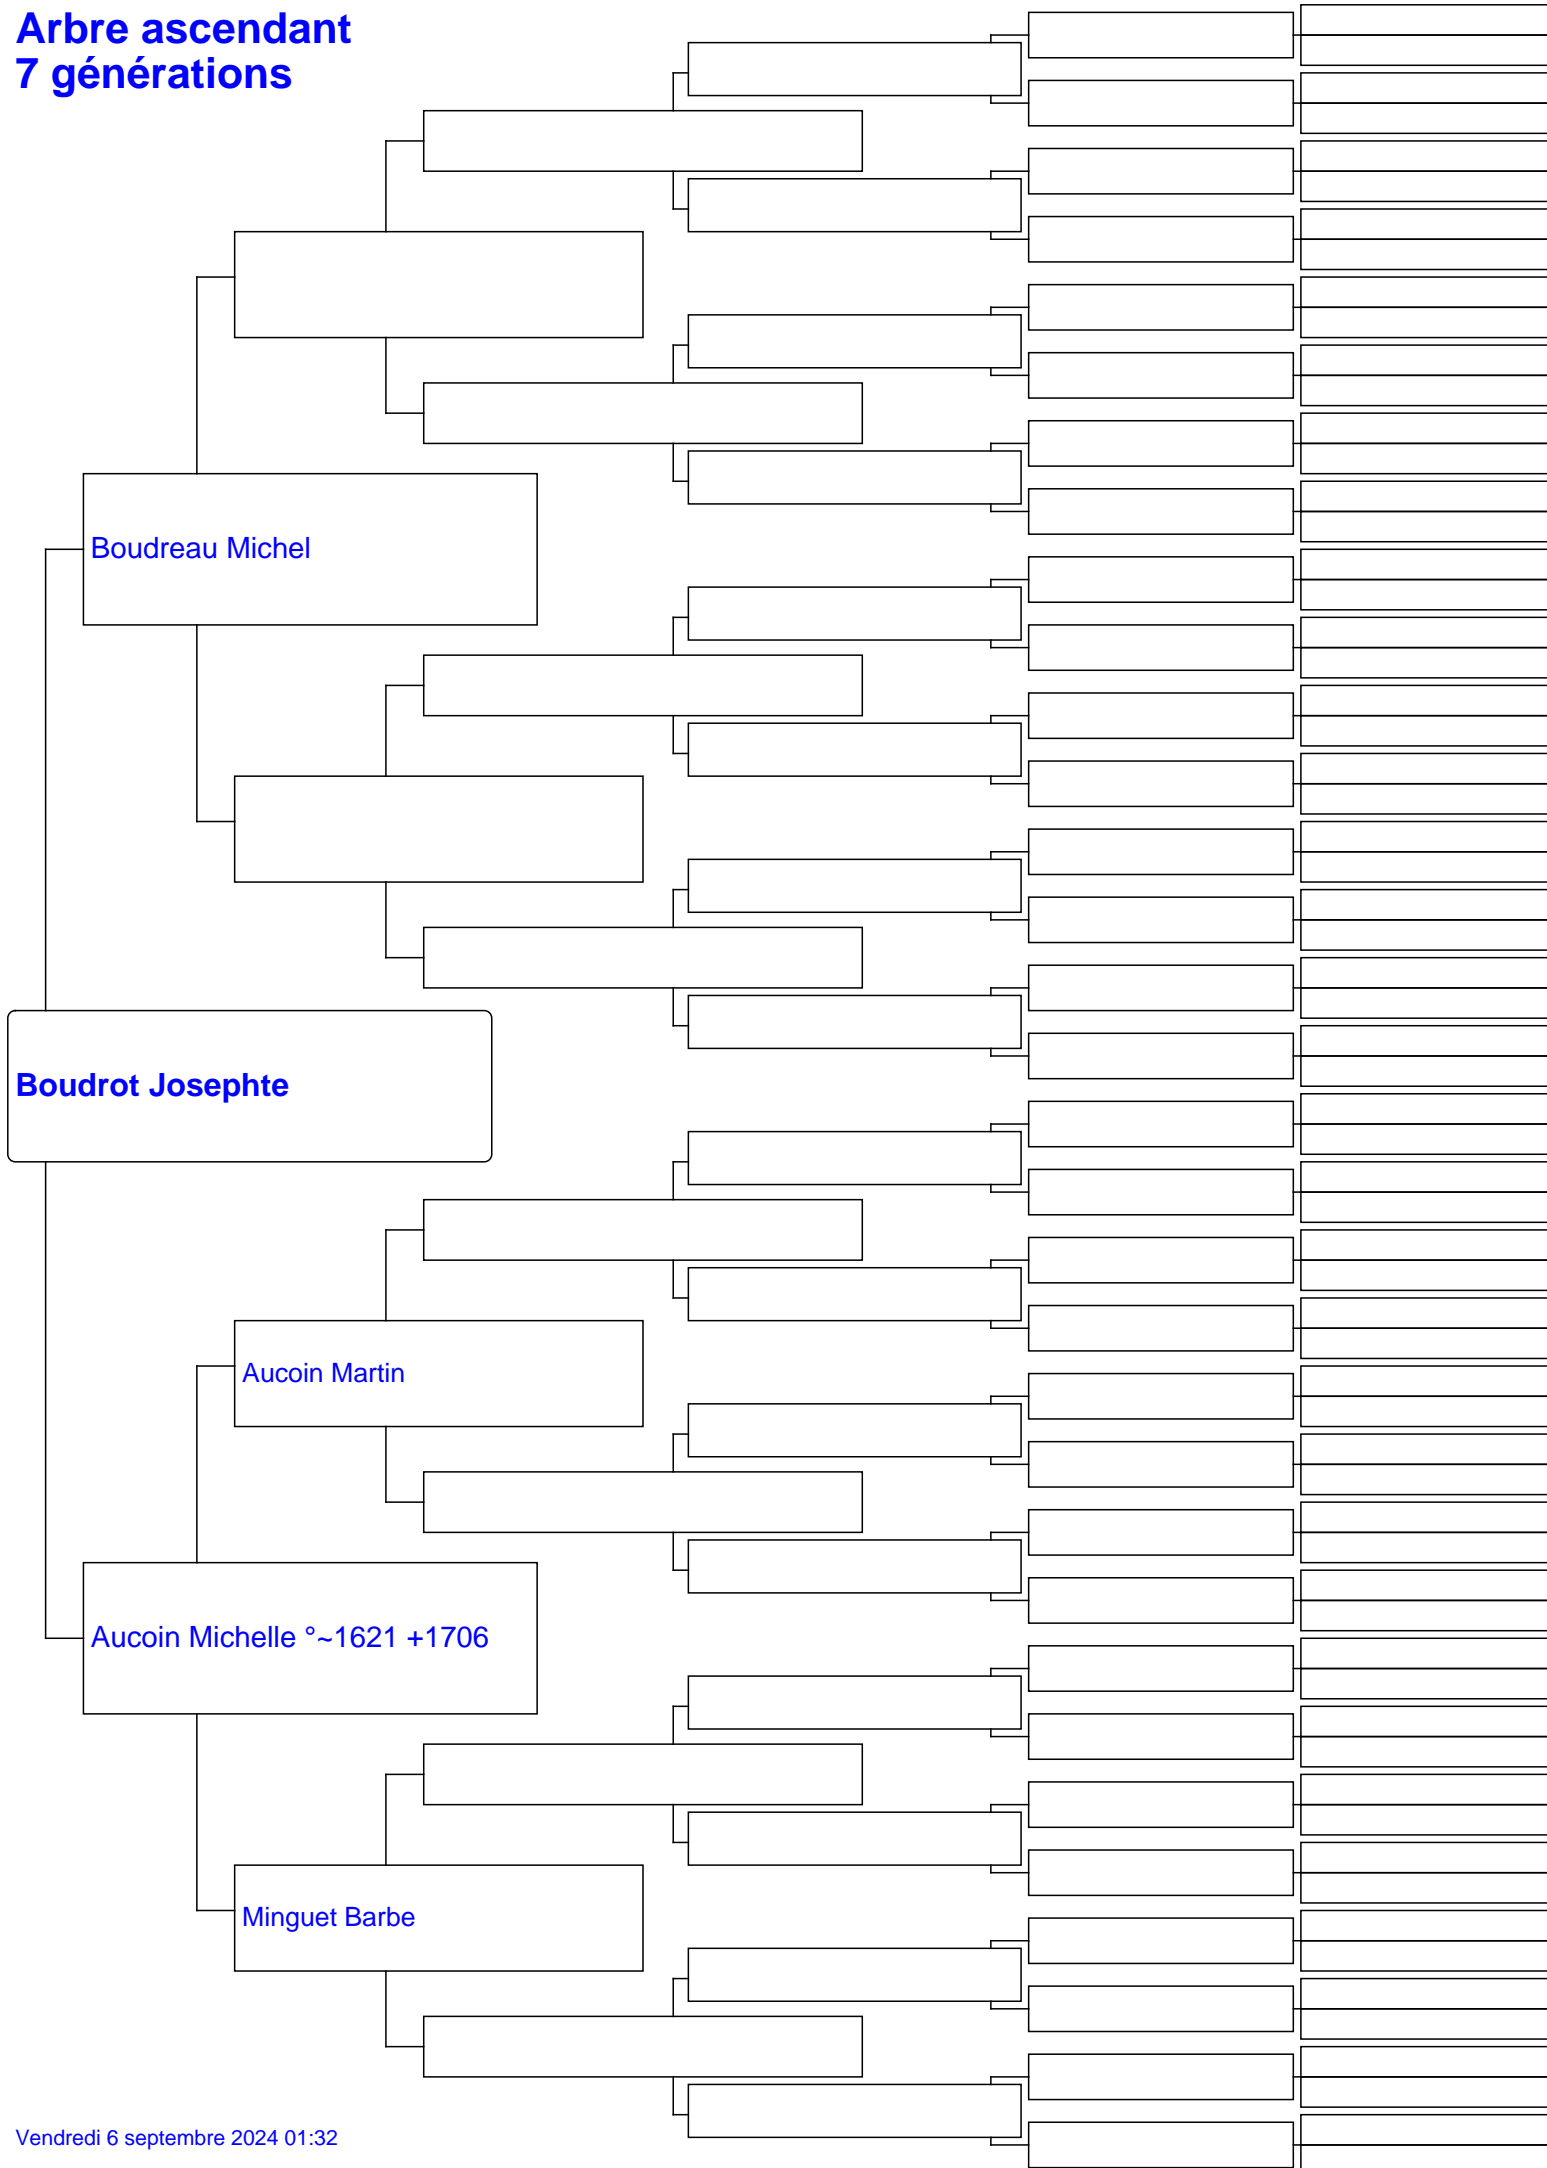 Arbre ascendant
7 générations
Boudreau Michel
Boudrot Josephte
Aucoin Martin
Aucoin Michelle °~1621 +1706
Minguet Barbe
Vendredi 6 septembre 2024 01:32